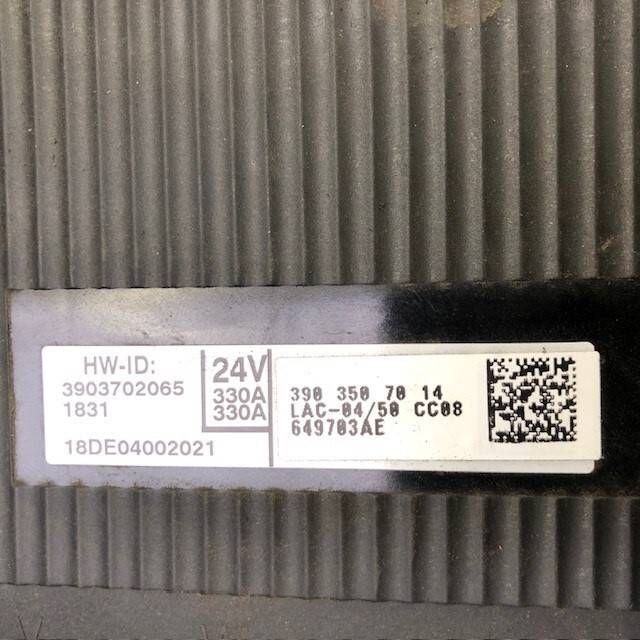 HW-ID:
3903702065
1831
18DE04002021
24V
330A
330A
390 350 70 14
LAC-04/50 CC08
649703AE